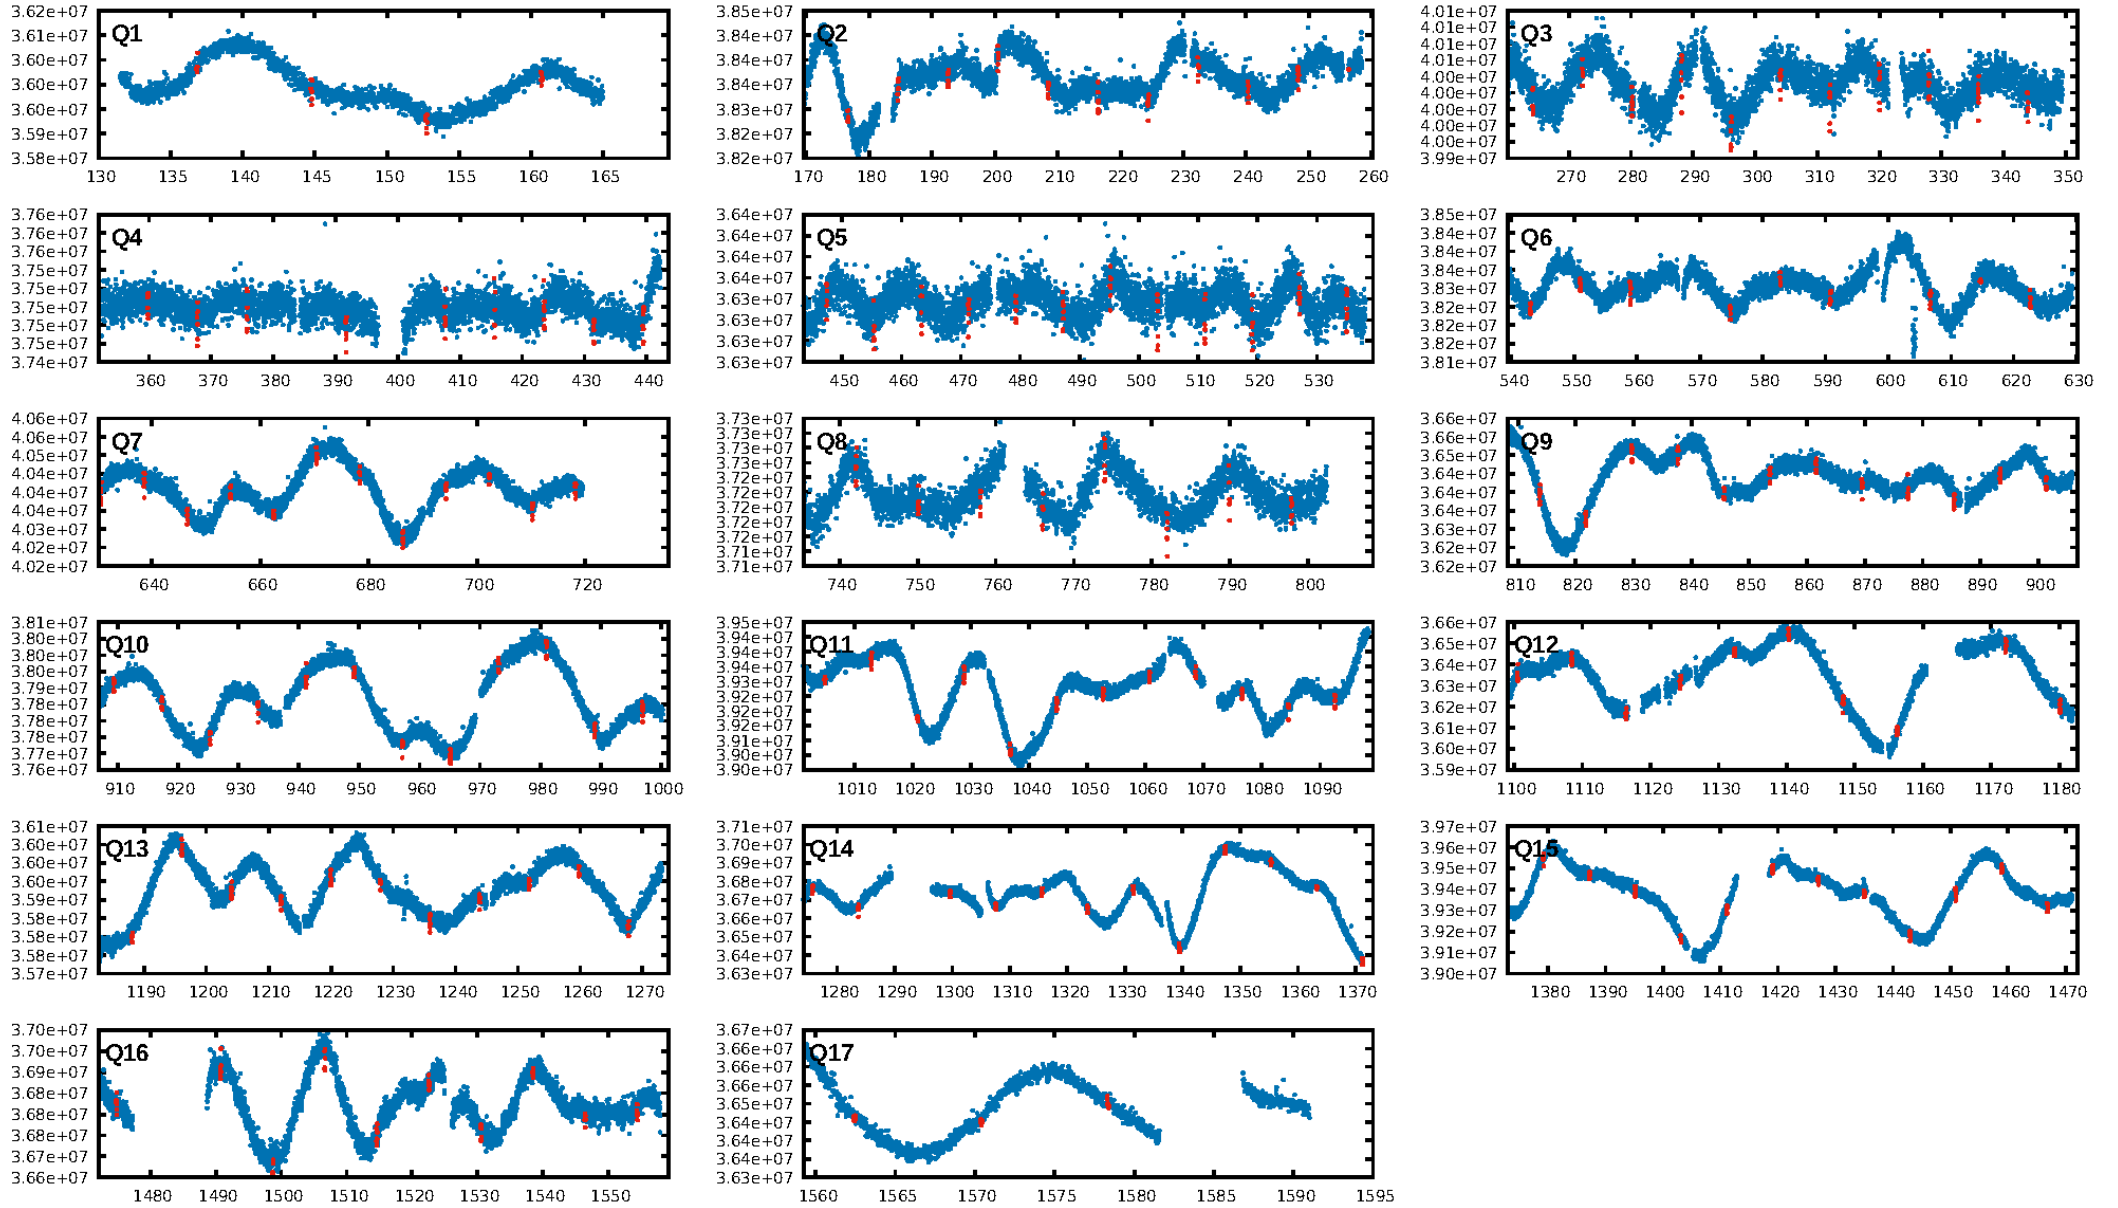 Q1
3.62e+07
3.61e+07
3.60e+07
3.60e+07
3.60e+07
3.59e+07
3.58e+07
130 135 140 145 150 155 160 165
Q2
3.85e+07
3.84e+07
3.84e+07
3.84e+07
3.83e+07
3.82e+07
3.82e+07
170 180 190 200 210 220 230 240 250 260
Q3
4.01e+07
4.01e+07
4.01e+07
4.00e+07
4.00e+07
4.00e+07
4.00e+07
4.00e+07
3.99e+07
3.99e+07
270 280 290 300 310 320 330 340 350
Q4
3.76e+07
3.76e+07
3.76e+07
3.75e+07
3.75e+07
3.75e+07
3.75e+07
3.75e+07
3.74e+07
360 370 380 390 400 410 420 430 440
Q5
3.64e+07
3.64e+07
3.64e+07
3.64e+07
3.63e+07
3.63e+07
3.63e+07
3.63e+07
450 460 470 480 490 500 510 520 530
Q6
3.85e+07
3.84e+07
3.84e+07
3.83e+07
3.82e+07
3.82e+07
3.82e+07
3.81e+07
540 550 560 570 580 590 600 610 620 630
Q7
4.06e+07
4.06e+07
4.05e+07
4.04e+07
4.04e+07
4.04e+07
4.03e+07
4.02e+07
4.02e+07
640 660 680 700 720
Q8
3.73e+07
3.73e+07
3.73e+07
3.73e+07
3.72e+07
3.72e+07
3.72e+07
3.72e+07
3.72e+07
3.71e+07
3.71e+07
740 750 760 770 780 790 800
Q9
3.66e+07
3.66e+07
3.65e+07
3.64e+07
3.64e+07
3.64e+07
3.63e+07
3.62e+07
3.62e+07
810 820 830 840 850 860 870 880 890 900
Q10
3.81e+07
3.80e+07
3.80e+07
3.80e+07
3.79e+07
3.78e+07
3.78e+07
3.78e+07
3.77e+07
3.76e+07
910 920 930 940 950 960 970 980 990 1000
Q11
3.95e+07
3.94e+07
3.94e+07
3.94e+07
3.93e+07
3.92e+07
3.92e+07
3.92e+07
3.91e+07
3.90e+07
3.90e+07
1010 1020 1030 1040 1050 1060 1070 1080 1090
Q12
3.66e+07
3.65e+07
3.64e+07
3.63e+07
3.62e+07
3.61e+07
3.60e+07
3.59e+07
1100 1110 1120 1130 1140 1150 1160 1170 1180
Q13
3.61e+07
3.60e+07
3.60e+07
3.60e+07
3.59e+07
3.58e+07
3.58e+07
3.58e+07
3.57e+07
1190 1200 1210 1220 1230 1240 1250 1260 1270
Q14
3.71e+07
3.70e+07
3.69e+07
3.68e+07
3.66e+07
3.65e+07
3.64e+07
3.63e+07
1280 1290 1300 1310 1320 1330 1340 1350 1360 1370
Q15
3.97e+07
3.96e+07
3.95e+07
3.94e+07
3.93e+07
3.92e+07
3.91e+07
3.90e+07
1380 1390 1400 1410 1420 1430 1440 1450 1460 1470
Q16
3.70e+07
3.70e+07
3.69e+07
3.68e+07
3.68e+07
3.68e+07
3.67e+07
3.66e+07
1480 1490 1500 1510 1520 1530 1540 1550
Q17
3.67e+07
3.66e+07
3.66e+07
3.66e+07
3.65e+07
3.64e+07
3.64e+07
3.64e+07
3.63e+07
1560 1565 1570 1575 1580 1585 1590 1595